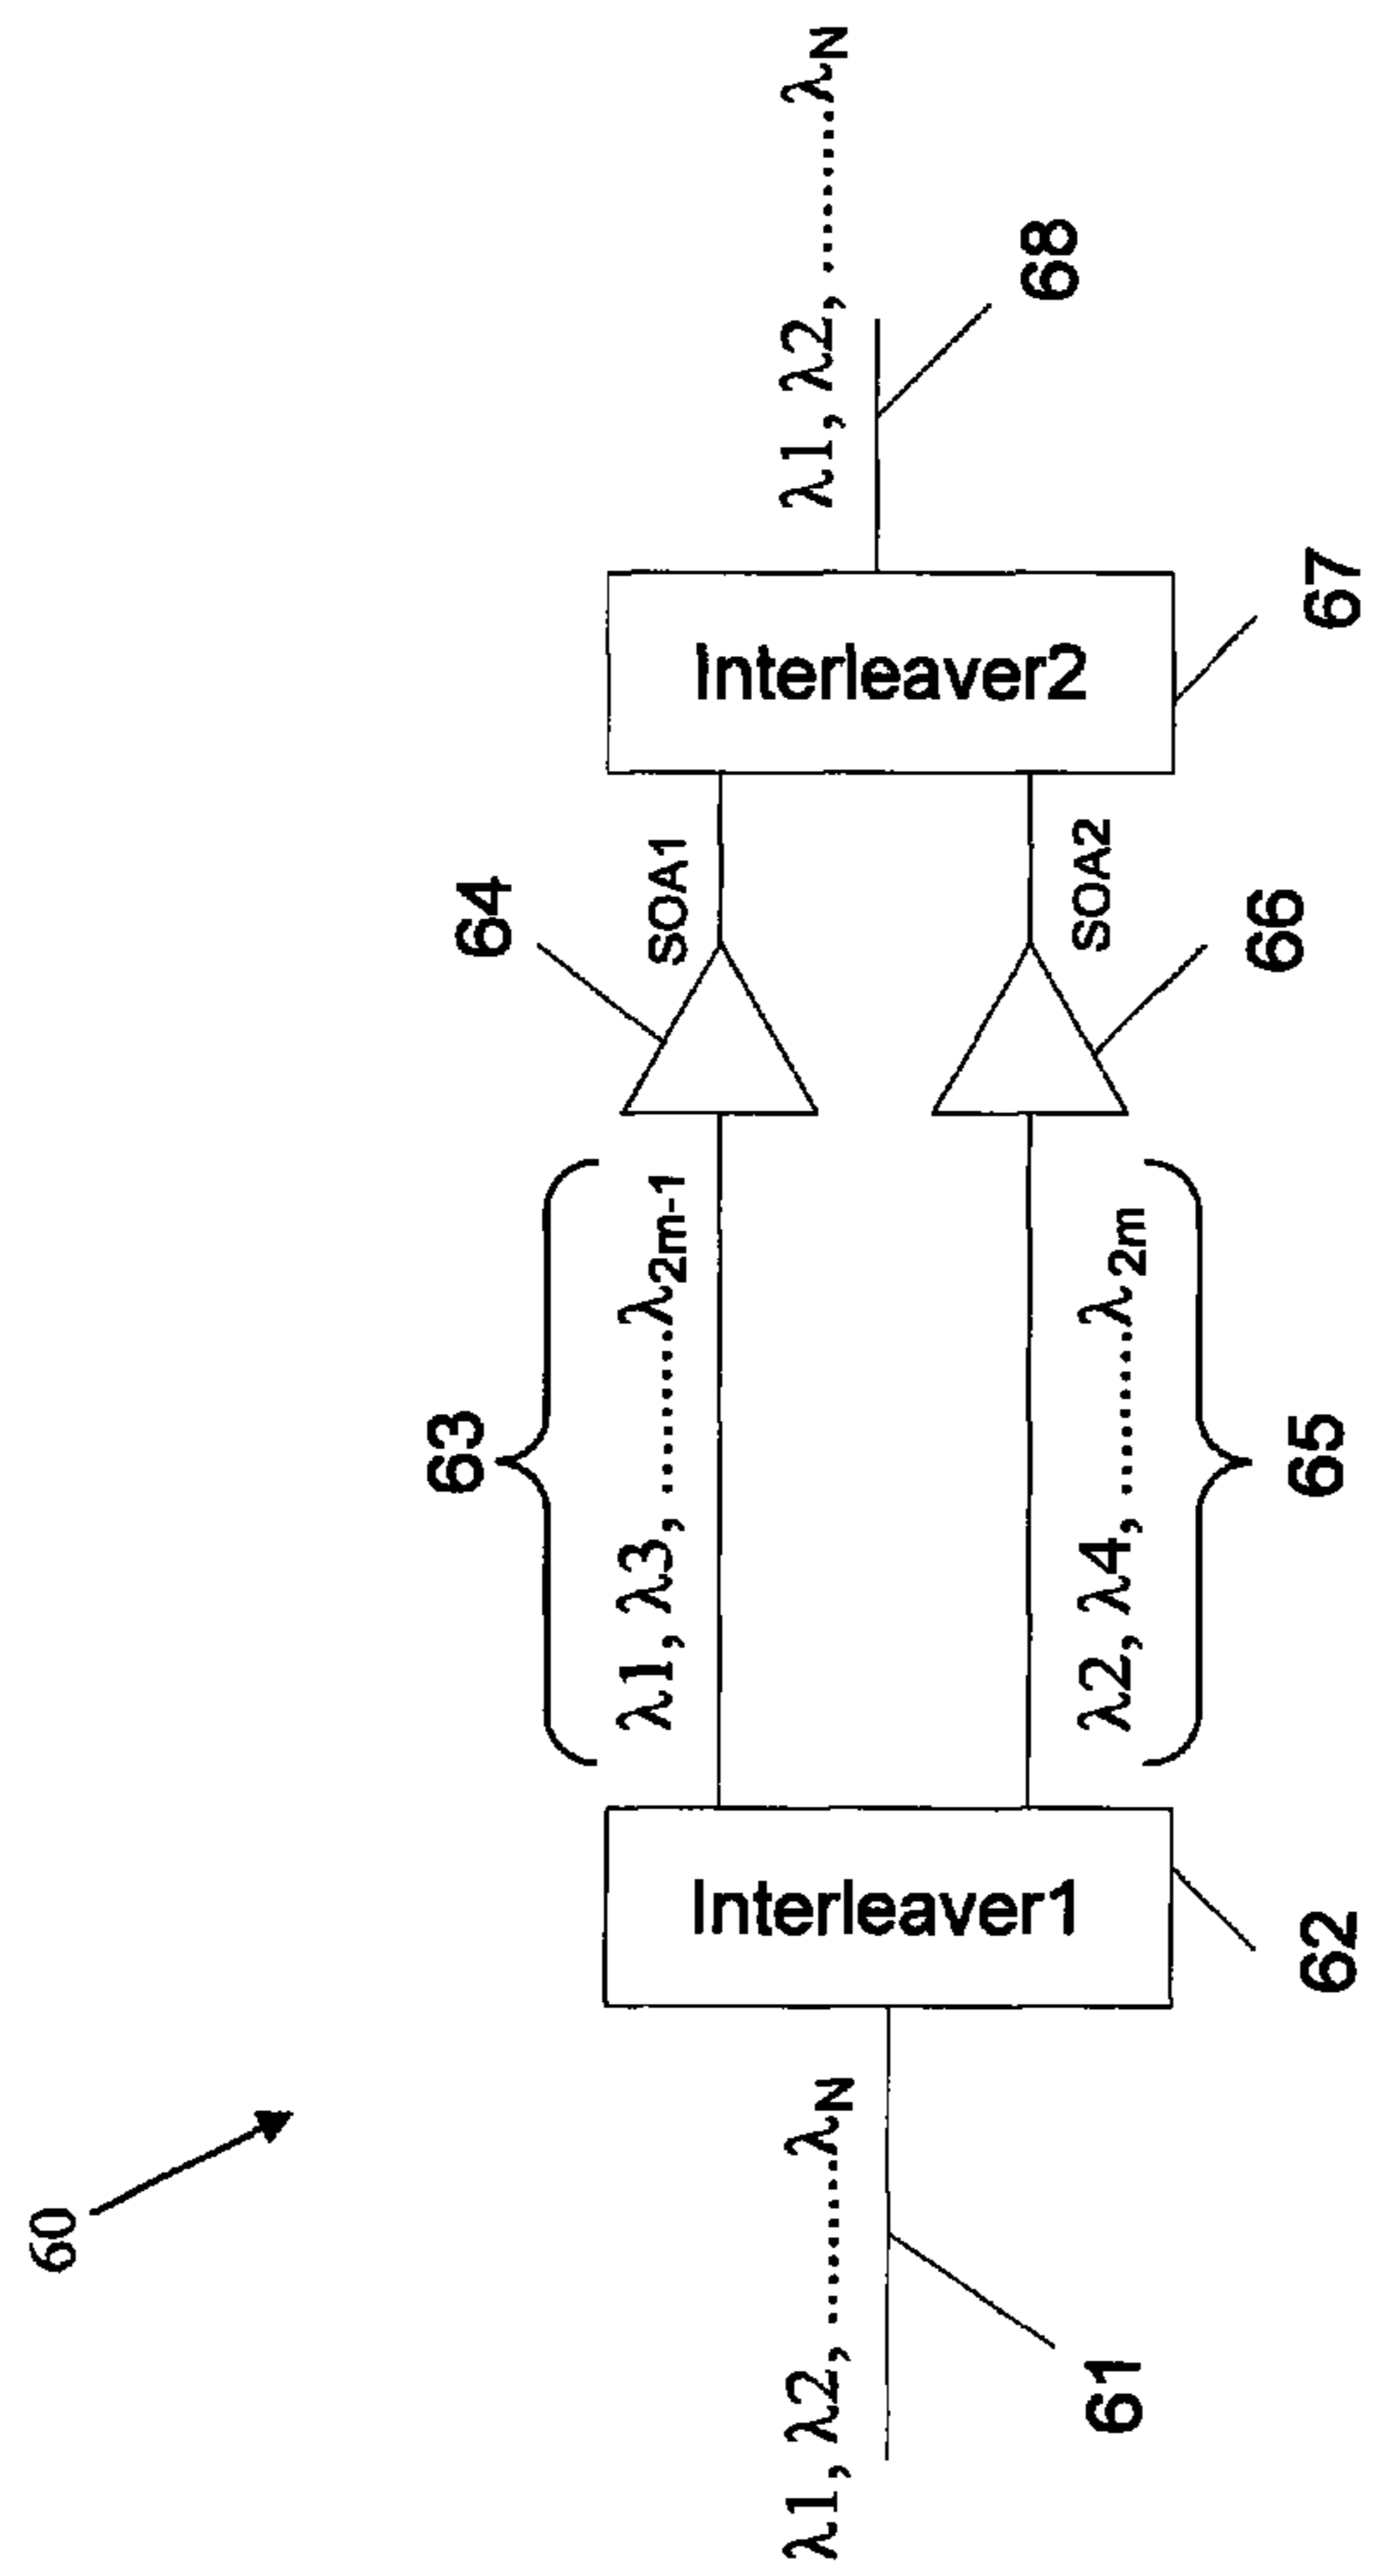 60
λ1, λ2, ........λN
61
Interleaver1
62
63
λ1, λ3, ........λ2m-1
λ2, λ4, ........λ2m
65
64
SOA1
SOA2
66
Interleaver2
67
λ1, λ2, ........λN
68